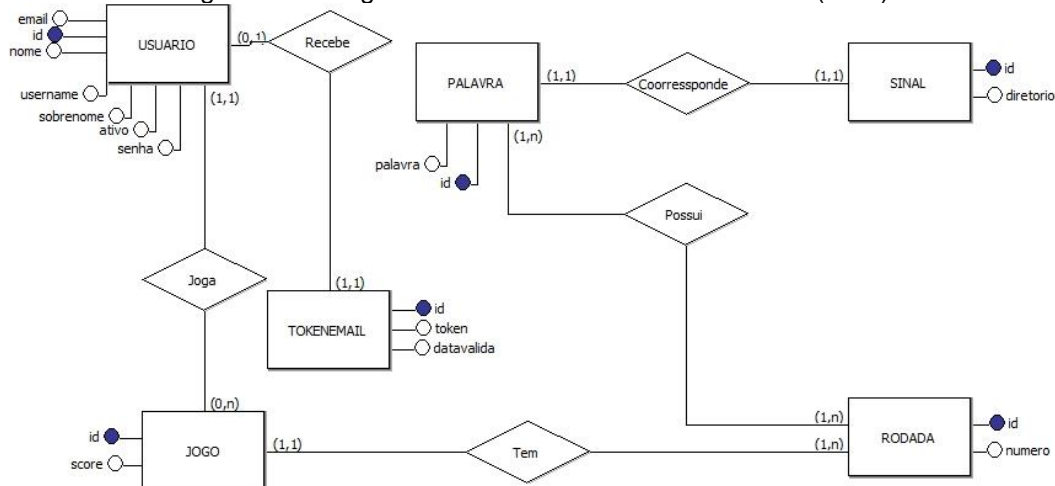 email
id
nome
USUARIO
(0,1)
Recebe
username
sobrenome
ativo
senha
(1,1)
PALAVRA
(1,1)
Coorressponde
(1,1)
SINAL
id
diretorio
palavra
id
(1,n)
Possui
Joga
(1,1)
TOKENEMAIL
id
token
datavalida
(0,n)
id
score
JOGO
(1,1)
Tem
(1,n)
(1,n)
RODADA
id
numero